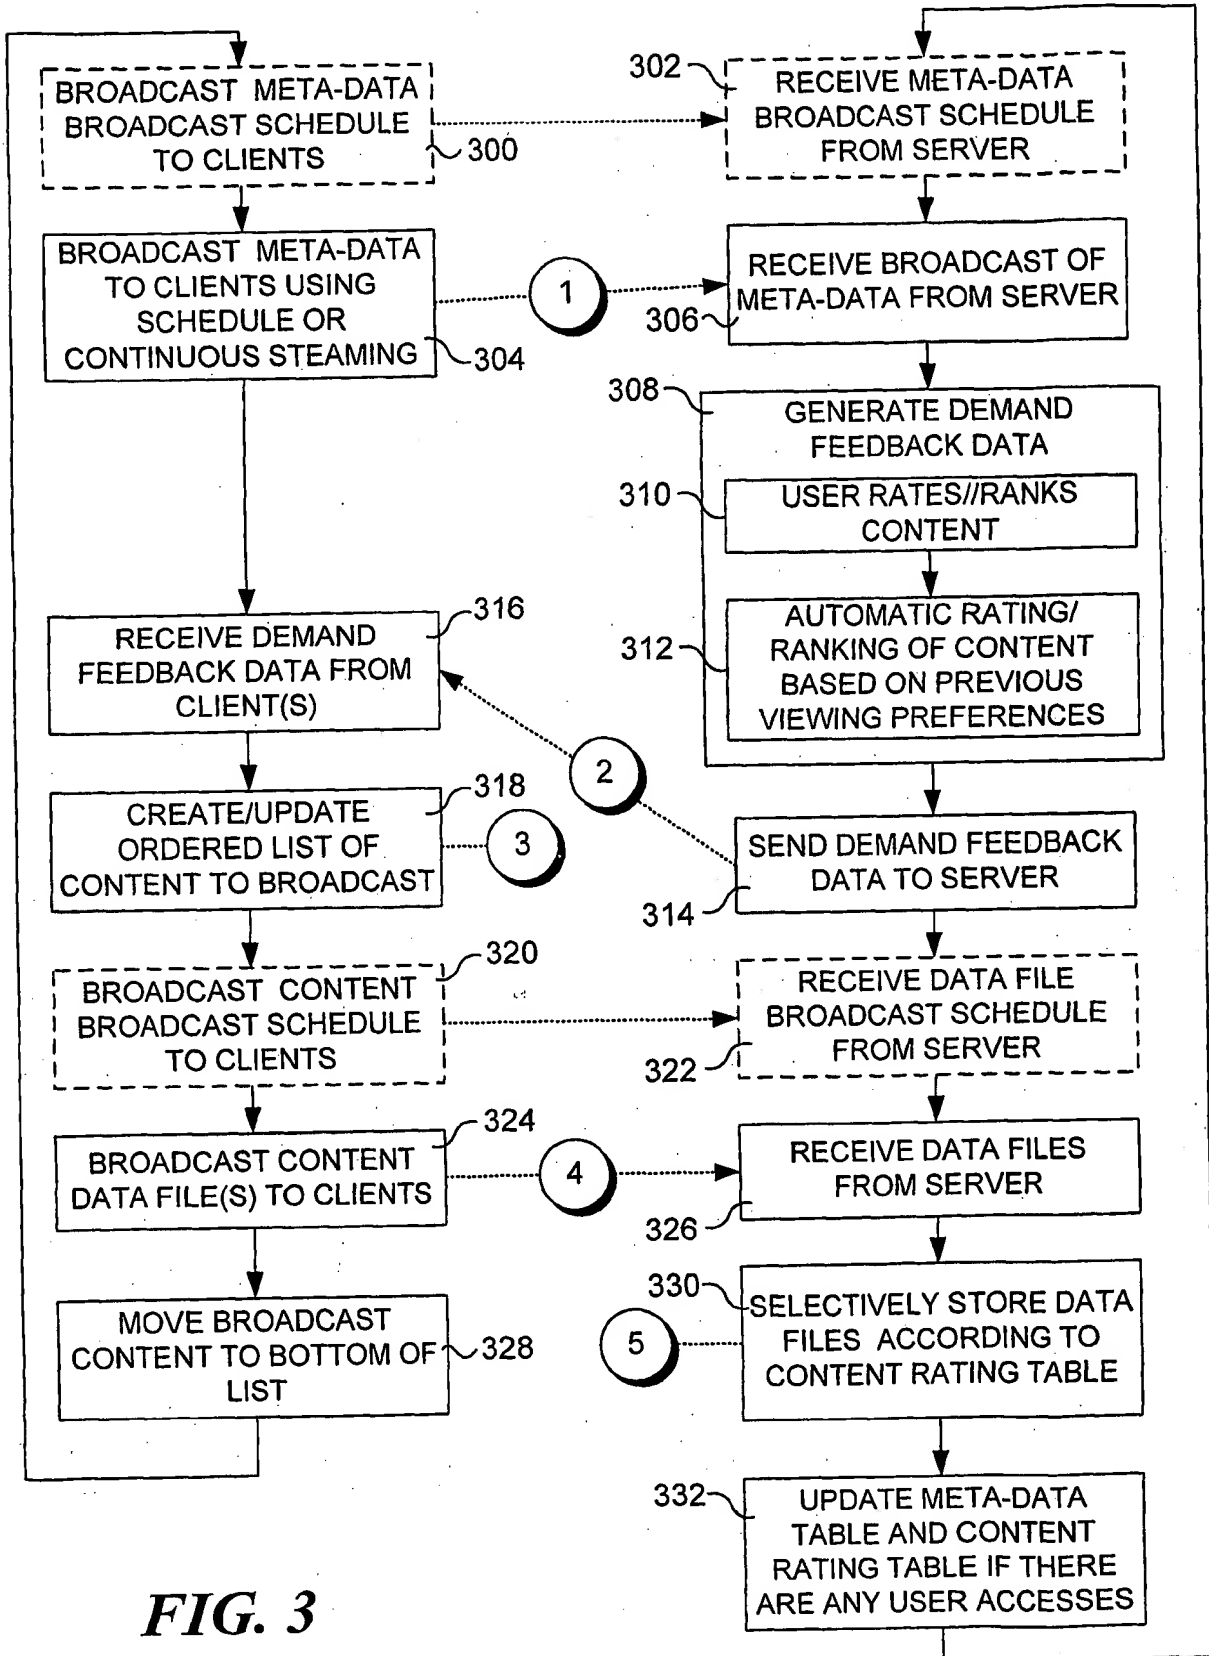 BROADCAST META-DATA
BROADCAST SCHEDULE
TO CLIENTS
300
302
RECEIVE META-DATA
BROADCAST SCHEDULE
FROM SERVER
BROADCAST META-DATA
TO CLIENTS USING
SCHEDULE OR
CONTINUOUS STEAMING
304
1
RECEIVE BROADCAST OF
META-DATA FROM SERVER
306
308
GENERATE DEMAND
FEEDBACK DATA
310
USER RATES//RANKS
CONTENT
312
AUTOMATIC RATING/
RANKING OF CONTENT
BASED ON PREVIOUS
VIEWING PREFERENCES
316
RECEIVE DEMAND
FEEDBACK DATA FROM
CLIENT(S)
2
318
CREATE/UPDATE
ORDERED LIST OF
CONTENT TO BROADCAST
3
SEND DEMAND FEEDBACK
DATA TO SERVER
314
320
BROADCAST CONTENT
BROADCAST SCHEDULE
TO CLIENTS
RECEIVE DATA FILE
BROADCAST SCHEDULE
FROM SERVER
322
324
BROADCAST CONTENT
DATA FILE(S) TO CLIENTS
4
RECEIVE DATA FILES
FROM SERVER
326
MOVE BROADCAST
CONTENT TO BOTTOM OF
LIST
328
330
SELECTIVELY STORE DATA
FILES ACCORDING TO
CONTENT RATING TABLE
5
332
UPDATE META-DATA
TABLE AND CONTENT
RATING TABLE IF THERE
ARE ANY USER ACCESSES
FIG. 3